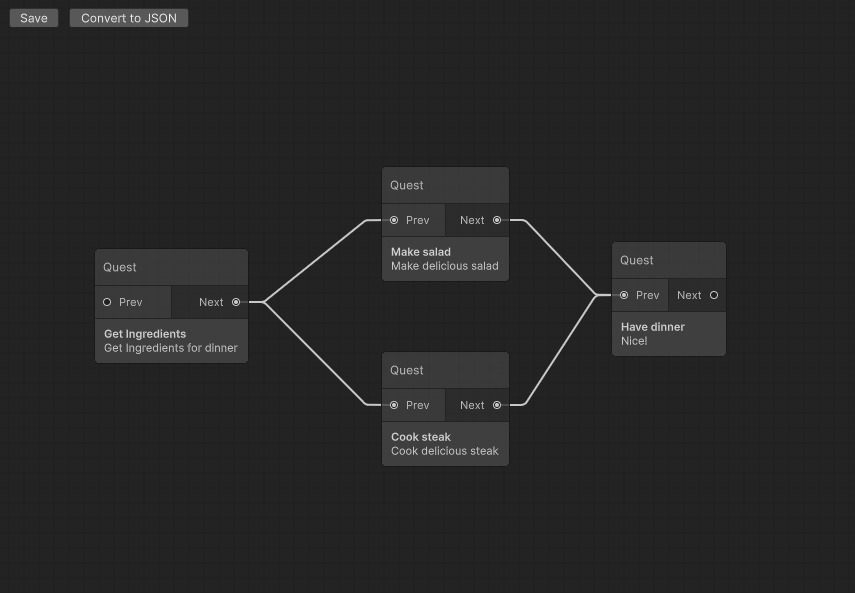 Save
Convert to JSON
Quest
Prev
Next
Get Ingredients
Get Ingredients for dinner
Quest
Prev
Next
Make salad
Make delicious salad
Quest
Prev
Next
Cook steak
Cook delicious steak
Quest
Prev
Next
Have dinner
Nice!